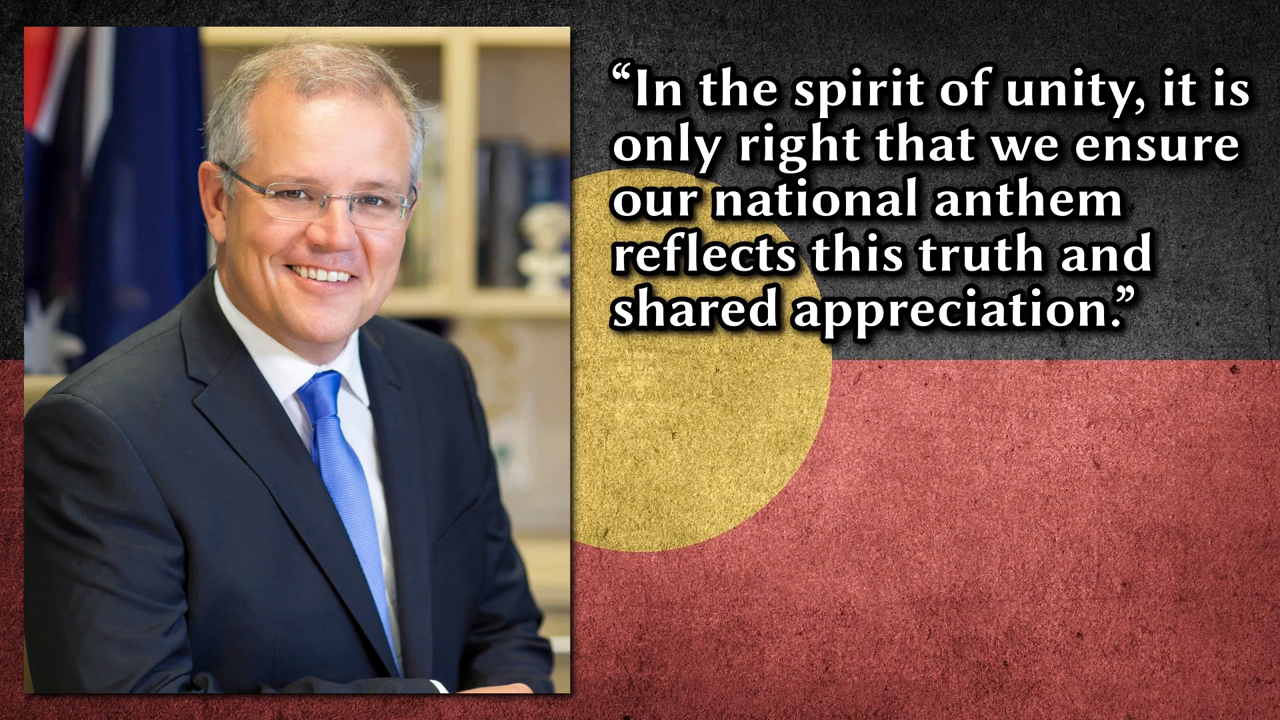 “In the spirit of unity, it is
only right that we ensure
our national anthem
reflects this truth and
shared appreciation.”